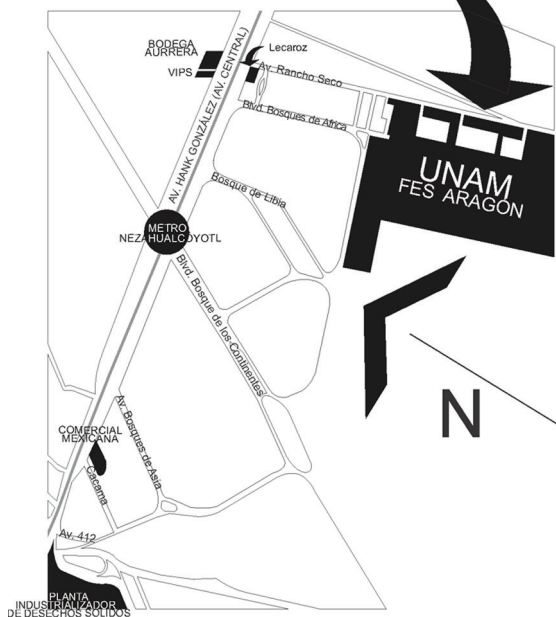 BODEGA
AURRERA
VIPS
Lecaroz
AV. HANK GONZÁLEZ (AV. CENTRAL)
Av. Rancho Seco
Blvd. Bosques de Africa
UNAM
FES ARAGÓN
Bosque de Libia
METRO
NEZAHUALCOYOTL
Blvd. Bosque de los Continentes
N
COMERCIAL
MEXICANA
Av. Bosques de Asia
Cacama
Av. 412
PLANTA
INDUSTRIALIZADOR
DE DESECHOS SOLIDOS